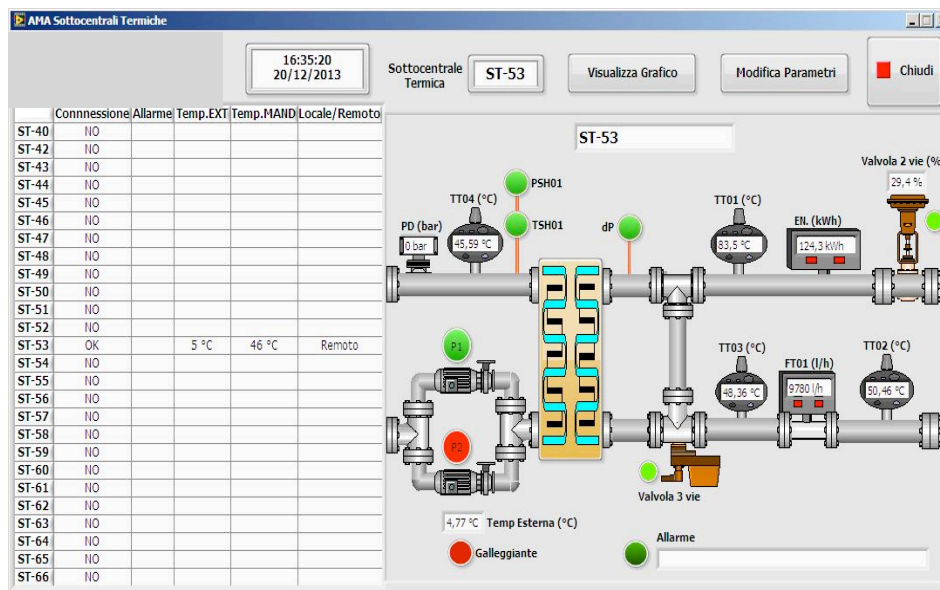 AMA Sottocentrali Termiche
16:35:20
20/12/2013
Sottocentrale
Termica
ST-53
Visualizza Grafico
Modifica Parametri
Chiudi
Connnessione Allarme Temp.EXT Temp.MAND Locale/Remoto
ST-40 NO
ST-42 NO
ST-43 NO
ST-44 NO
ST-45 NO
ST-46 NO
ST-47 NO
ST-48 NO
ST-49 NO
ST-50 NO
ST-51 NO
ST-52 NO
ST-53 OK 5 °C 46 °C Remoto
ST-54 NO
ST-55 NO
ST-56 NO
ST-57 NO
ST-58 NO
ST-59 NO
ST-60 NO
ST-61 NO
ST-62 NO
ST-63 NO
ST-64 NO
ST-65 NO
ST-66 NO
ST-53
Valvola 2 vie (%
29,4 %
PSH01
TT04 (°C)
45,59 °C
TSH01
PD (bar)
0 bar
dP
TT01 (°C)
83,5 °C
EN. (kWh)
124,3 kWh
P1
P2
TT03 (°C)
48,36 °C
FT01 (l/h)
9780 l/h
TT02 (°C)
50,46 °C
Valvola 3 vie
4,77 °C Temp Esterna (°C)
Galleggiante
Allarme